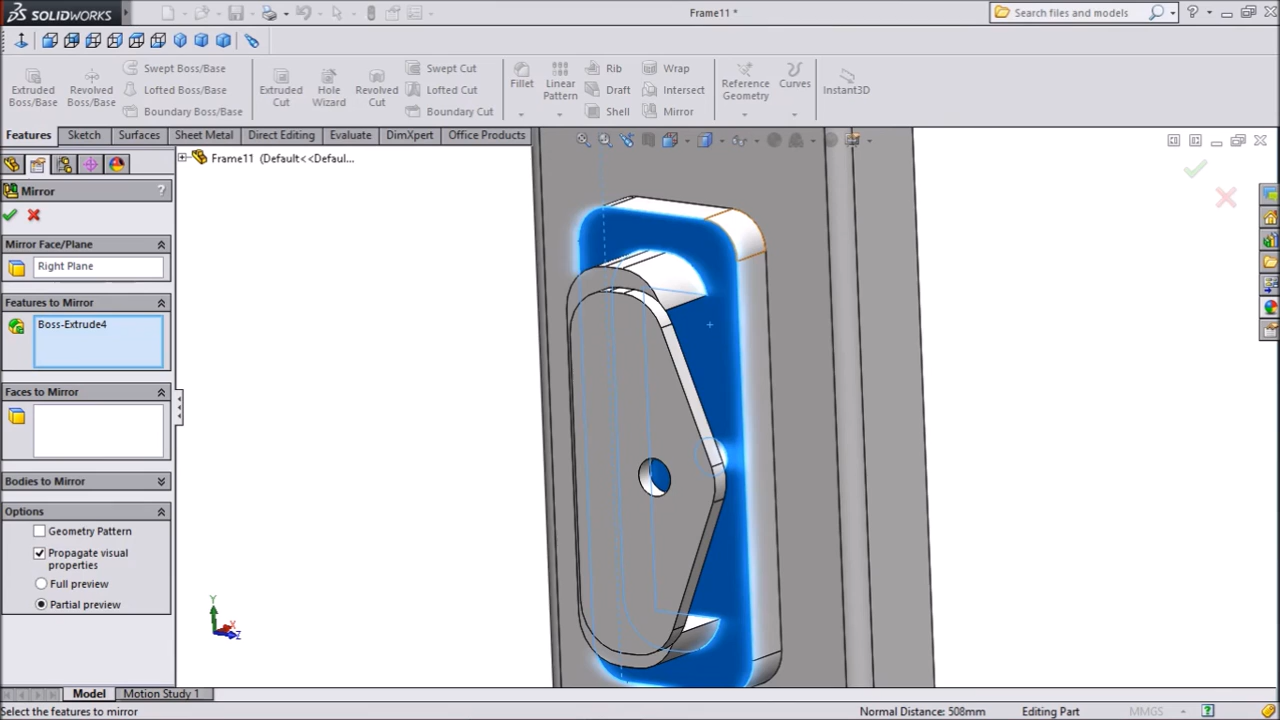 SOLIDWORKS
Frame11 *
Search files and models
Extruded
Boss/Base
Revolved
Boss/Base
Swept Boss/Base
Lofted Boss/Base
Boundary Boss/Base
Extruded
Cut
Hole
Wizard
Revolved
Cut
Swept Cut
Lofted Cut
Boundary Cut
Fillet
Linear
Pattern
Rib
Draft
Shell
Wrap
Intersect
Mirror
Reference
Geometry
Curves
Instant3D
Features Sketch Surfaces Sheet Metal Direct Editing Evaluate DimXpert Office Products
Frame11 (Default<<Defaul...
Mirror ?
Mirror Face/Plane
Right Plane
Features to Mirror
Boss-Extrude4
Faces to Mirror
Bodies to Mirror
Options
Geometry Pattern
Propagate visual
properties
Full preview
Partial preview
Y
X
Z
Model Motion Study 1
Select the features to mirror Normal Distance: 508mm Editing Part MMGS ?